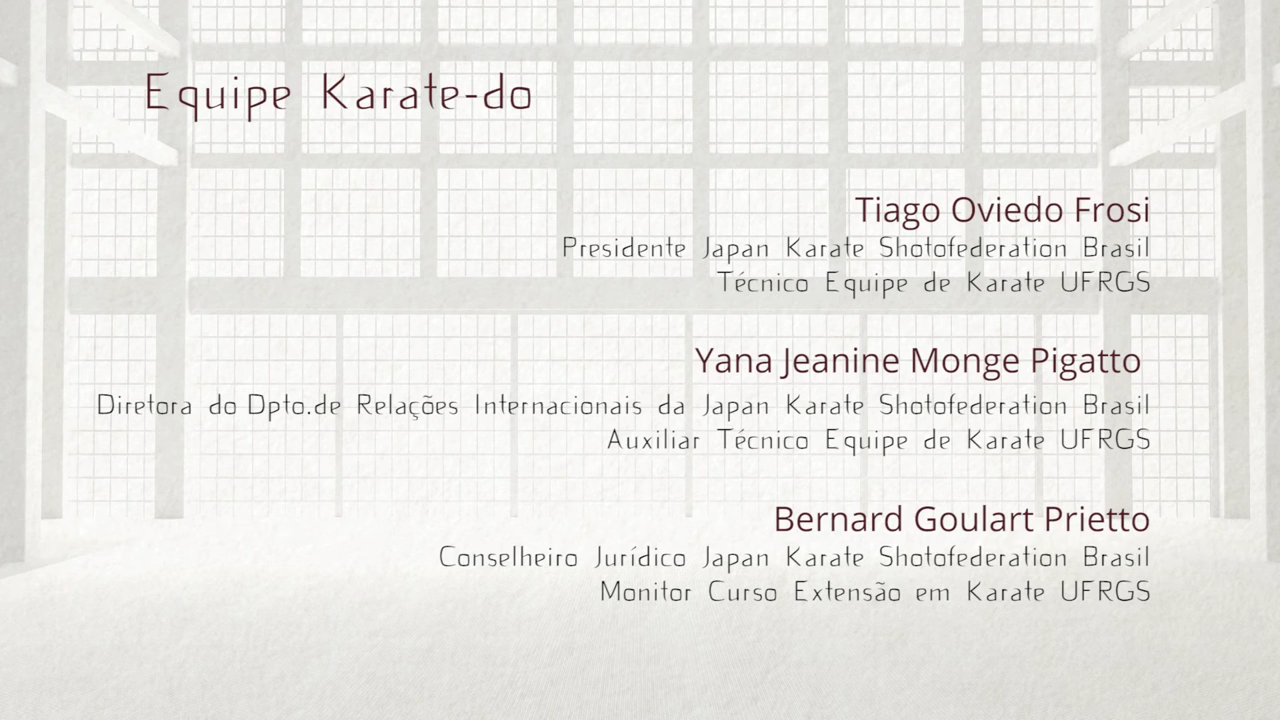 Equipe Karate-do
Tiago Oviedo Frosi
Presidente Japan Karate Shotofederation Brasil
Técnico Equipe de Karate UFRGS
Yana Jeanine Monge Pigatto
Diretora do Dpto.de Relações Internacionais da Japan Karate Shotofederation Brasil
Auxiliar Técnico Equipe de Karate UFRGS
Bernard Goulart Prietto
Conselheiro Jurídico Japan Karate Shotofederation Brasil
Monitor Curso Extensão em Karate UFRGS